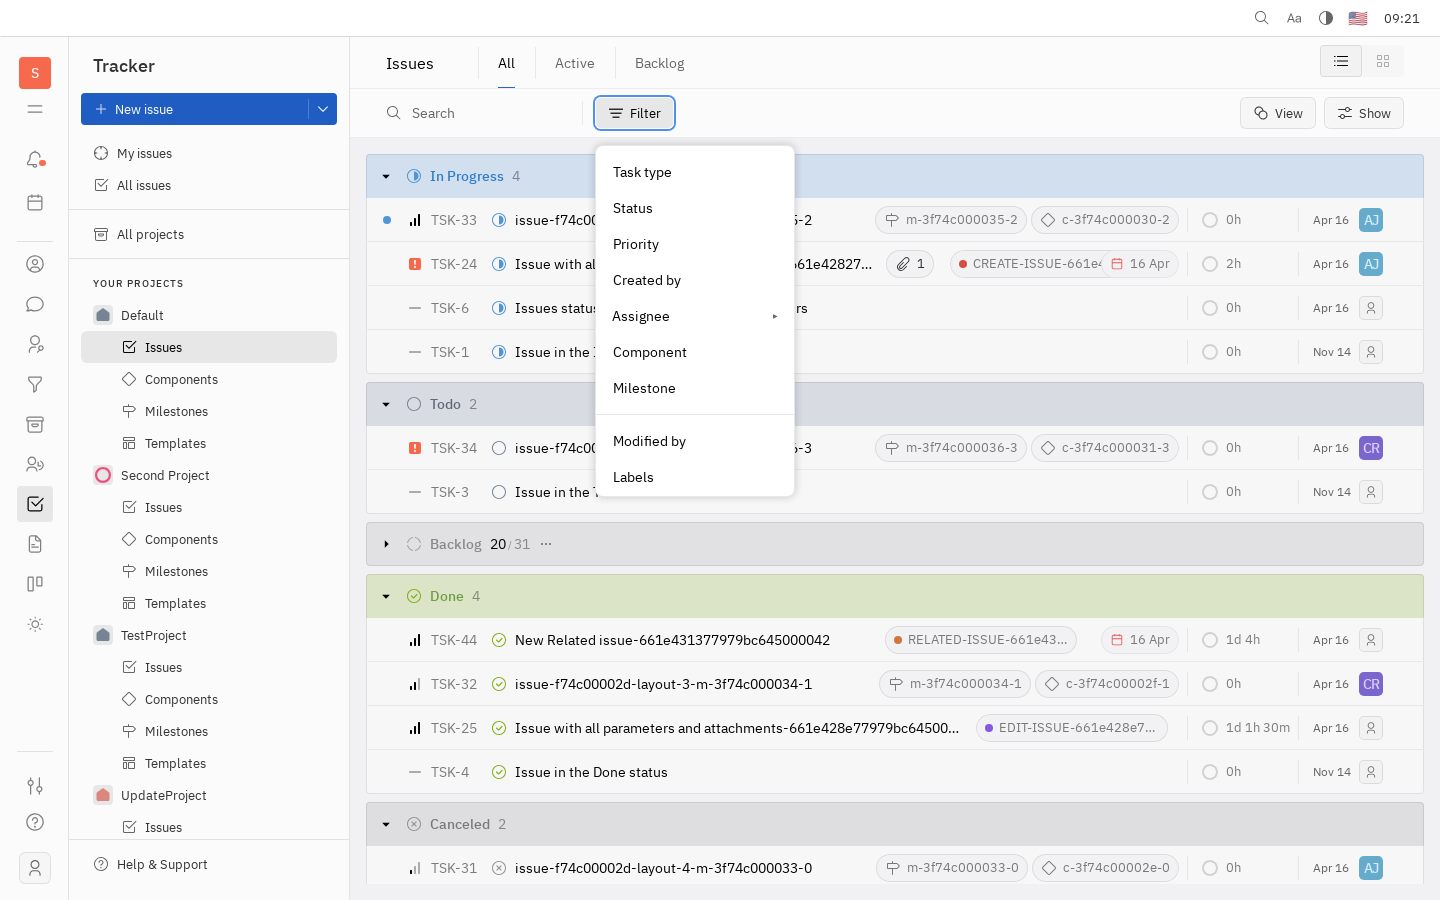 Aa
09:21
S
Tracker
New issue
My issues
All issues
All projects
YOUR PROJECTS
Default
Issues
Components
Milestones
Templates
Second Project
Issues
Components
Milestones
Templates
TestProject
Issues
Components
Milestones
Templates
UpdateProject
Issues
Help & Support
Issues
All
Active
Backlog
Search
Filter
View
Show
Task type
Status
Priority
Created by
Assignee
Component
Milestone
Modified by
Labels
In Progress 4
TSK-33 issue-f74c00 5-2 m-3f74c000035-2 c-3f74c000030-2 0h Apr 16 AJ
TSK-24 Issue with al 661e42827... 1 CREATE-ISSUE-661e4 16 Apr 2h Apr 16 AJ
TSK-6 Issues status rs 0h Apr 16
TSK-1 Issue in the 0h Nov 14
Todo 2
TSK-34 issue-f74c00 6-3 m-3f74c000036-3 c-3f74c000031-3 0h Apr 16 CR
TSK-3 Issue in the T 0h Nov 14
Backlog 20/31 ...
Done 4
TSK-44 New Related issue-661e431377979bc645000042 RELATED-ISSUE-661e43... 16 Apr 1d 4h Apr 16
TSK-32 issue-f74c00002d-layout-3-m-3f74c000034-1 m-3f74c000034-1 c-3f74c00002f-1 0h Apr 16 CR
TSK-25 Issue with all parameters and attachments-661e428e77979bc64500... EDIT-ISSUE-661e428e7... 1d 1h 30m Apr 16
TSK-4 Issue in the Done status 0h Nov 14
Canceled 2
TSK-31 issue-f74c00002d-layout-4-m-3f74c000033-0 m-3f74c000033-0 c-3f74c00002e-0 0h Apr 16 AJ